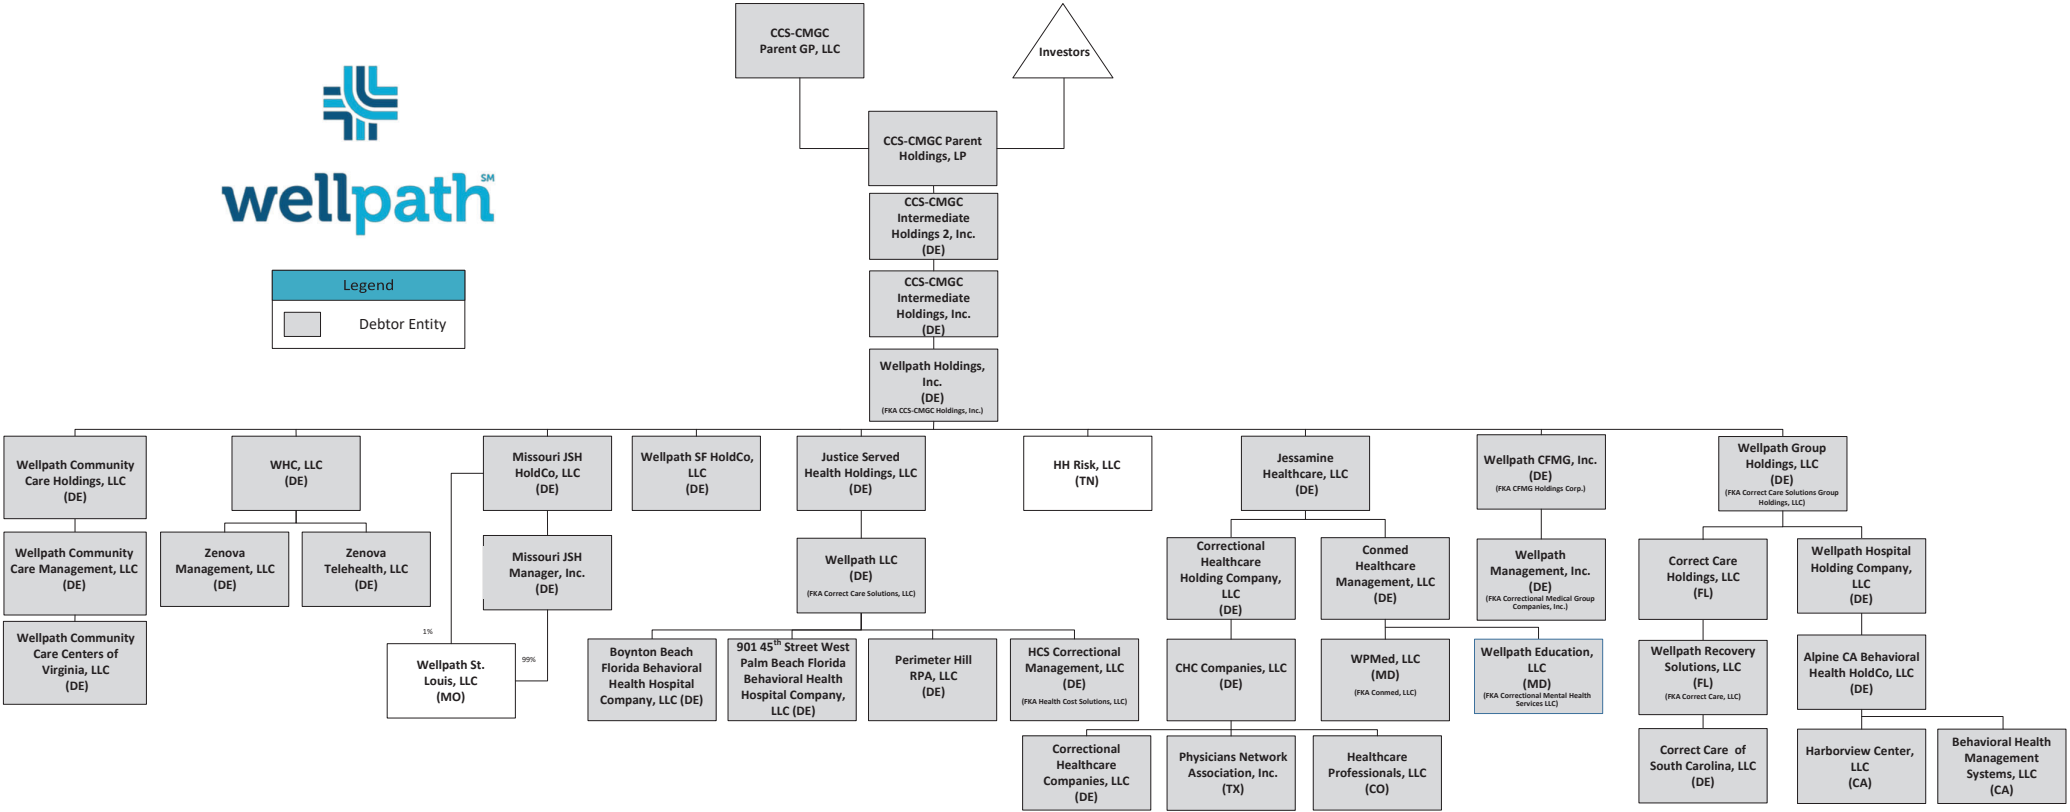 CCS-CMGC
Parent GP, LLC
Investors
CCS-CMGC Parent
Holdings, LP
wellpath SM
Legend
Debtor Entity
CCS-CMGC
Intermediate
Holdings 2, Inc.
(DE)
CCS-CMGC
Intermediate
Holdings, Inc.
(DE)
Wellpath Holdings,
Inc.
(DE)
(FKA CCS-CMGC Holdings, Inc.)
Wellpath Community
Care Holdings, LLC
(DE)
WHC, LLC
(DE)
Missouri JSH
HoldCo, LLC
(DE)
Wellpath SF HoldCo,
LLC
(DE)
Justice Served
Health Holdings, LLC
(DE)
HH Risk, LLC
(TN)
Jessamine
Healthcare, LLC
(DE)
Wellpath CFMG, Inc.
(DE)
(FKA CFMG Holdings Corp.)
Wellpath Group
Holdings, LLC
(DE)
(FKA Correct Care Solutions Group
Holdings, LLC)
Wellpath Community
Care Management, LLC
(DE)
Zenova
Management, LLC
(DE)
Zenova
Telehealth, LLC
(DE)
Missouri JSH
Manager, Inc.
(DE)
Wellpath LLC
(DE)
(FKA Correct Care Solutions, LLC)
Correctional
Healthcare
Holding Company,
LLC
(DE)
Conmed
Healthcare
Management, LLC
(DE)
Wellpath
Management, Inc.
(DE)
(FKA Correctional Medical Group
Companies, Inc.)
Correct Care
Holdings, LLC
(FL)
Wellpath Hospital
Holding Company,
LLC
(DE)
Wellpath Community
Care Centers of
Virginia, LLC
(DE)
1%
99%
Wellpath St.
Louis, LLC
(MO)
Boynton Beach
Florida Behavioral
Health Hospital
Company, LLC (DE)
901 45th Street West
Palm Beach Florida
Behavioral Health
Hospital Company,
LLC (DE)
Perimeter Hill
RPA, LLC
(DE)
HCS Correctional
Management, LLC
(DE)
(FKA Health Cost Solutions, LLC)
CHC Companies, LLC
(DE)
WPMed, LLC
(MD)
(FKA Conmed, LLC)
Wellpath Education,
LLC
(MD)
(FKA Correctional Mental Health
Services LLC)
Wellpath Recovery
Solutions, LLC
(FL)
(FKA Correct Care, LLC)
Alpine CA Behavioral
Health HoldCo, LLC
(DE)
Correctional
Healthcare
Companies, LLC
(DE)
Physicians Network
Association, Inc.
(TX)
Healthcare
Professionals, LLC
(CO)
Correct Care of
South Carolina, LLC
(DE)
Harborview Center,
LLC
(CA)
Behavioral Health
Management
Systems, LLC
(CA)